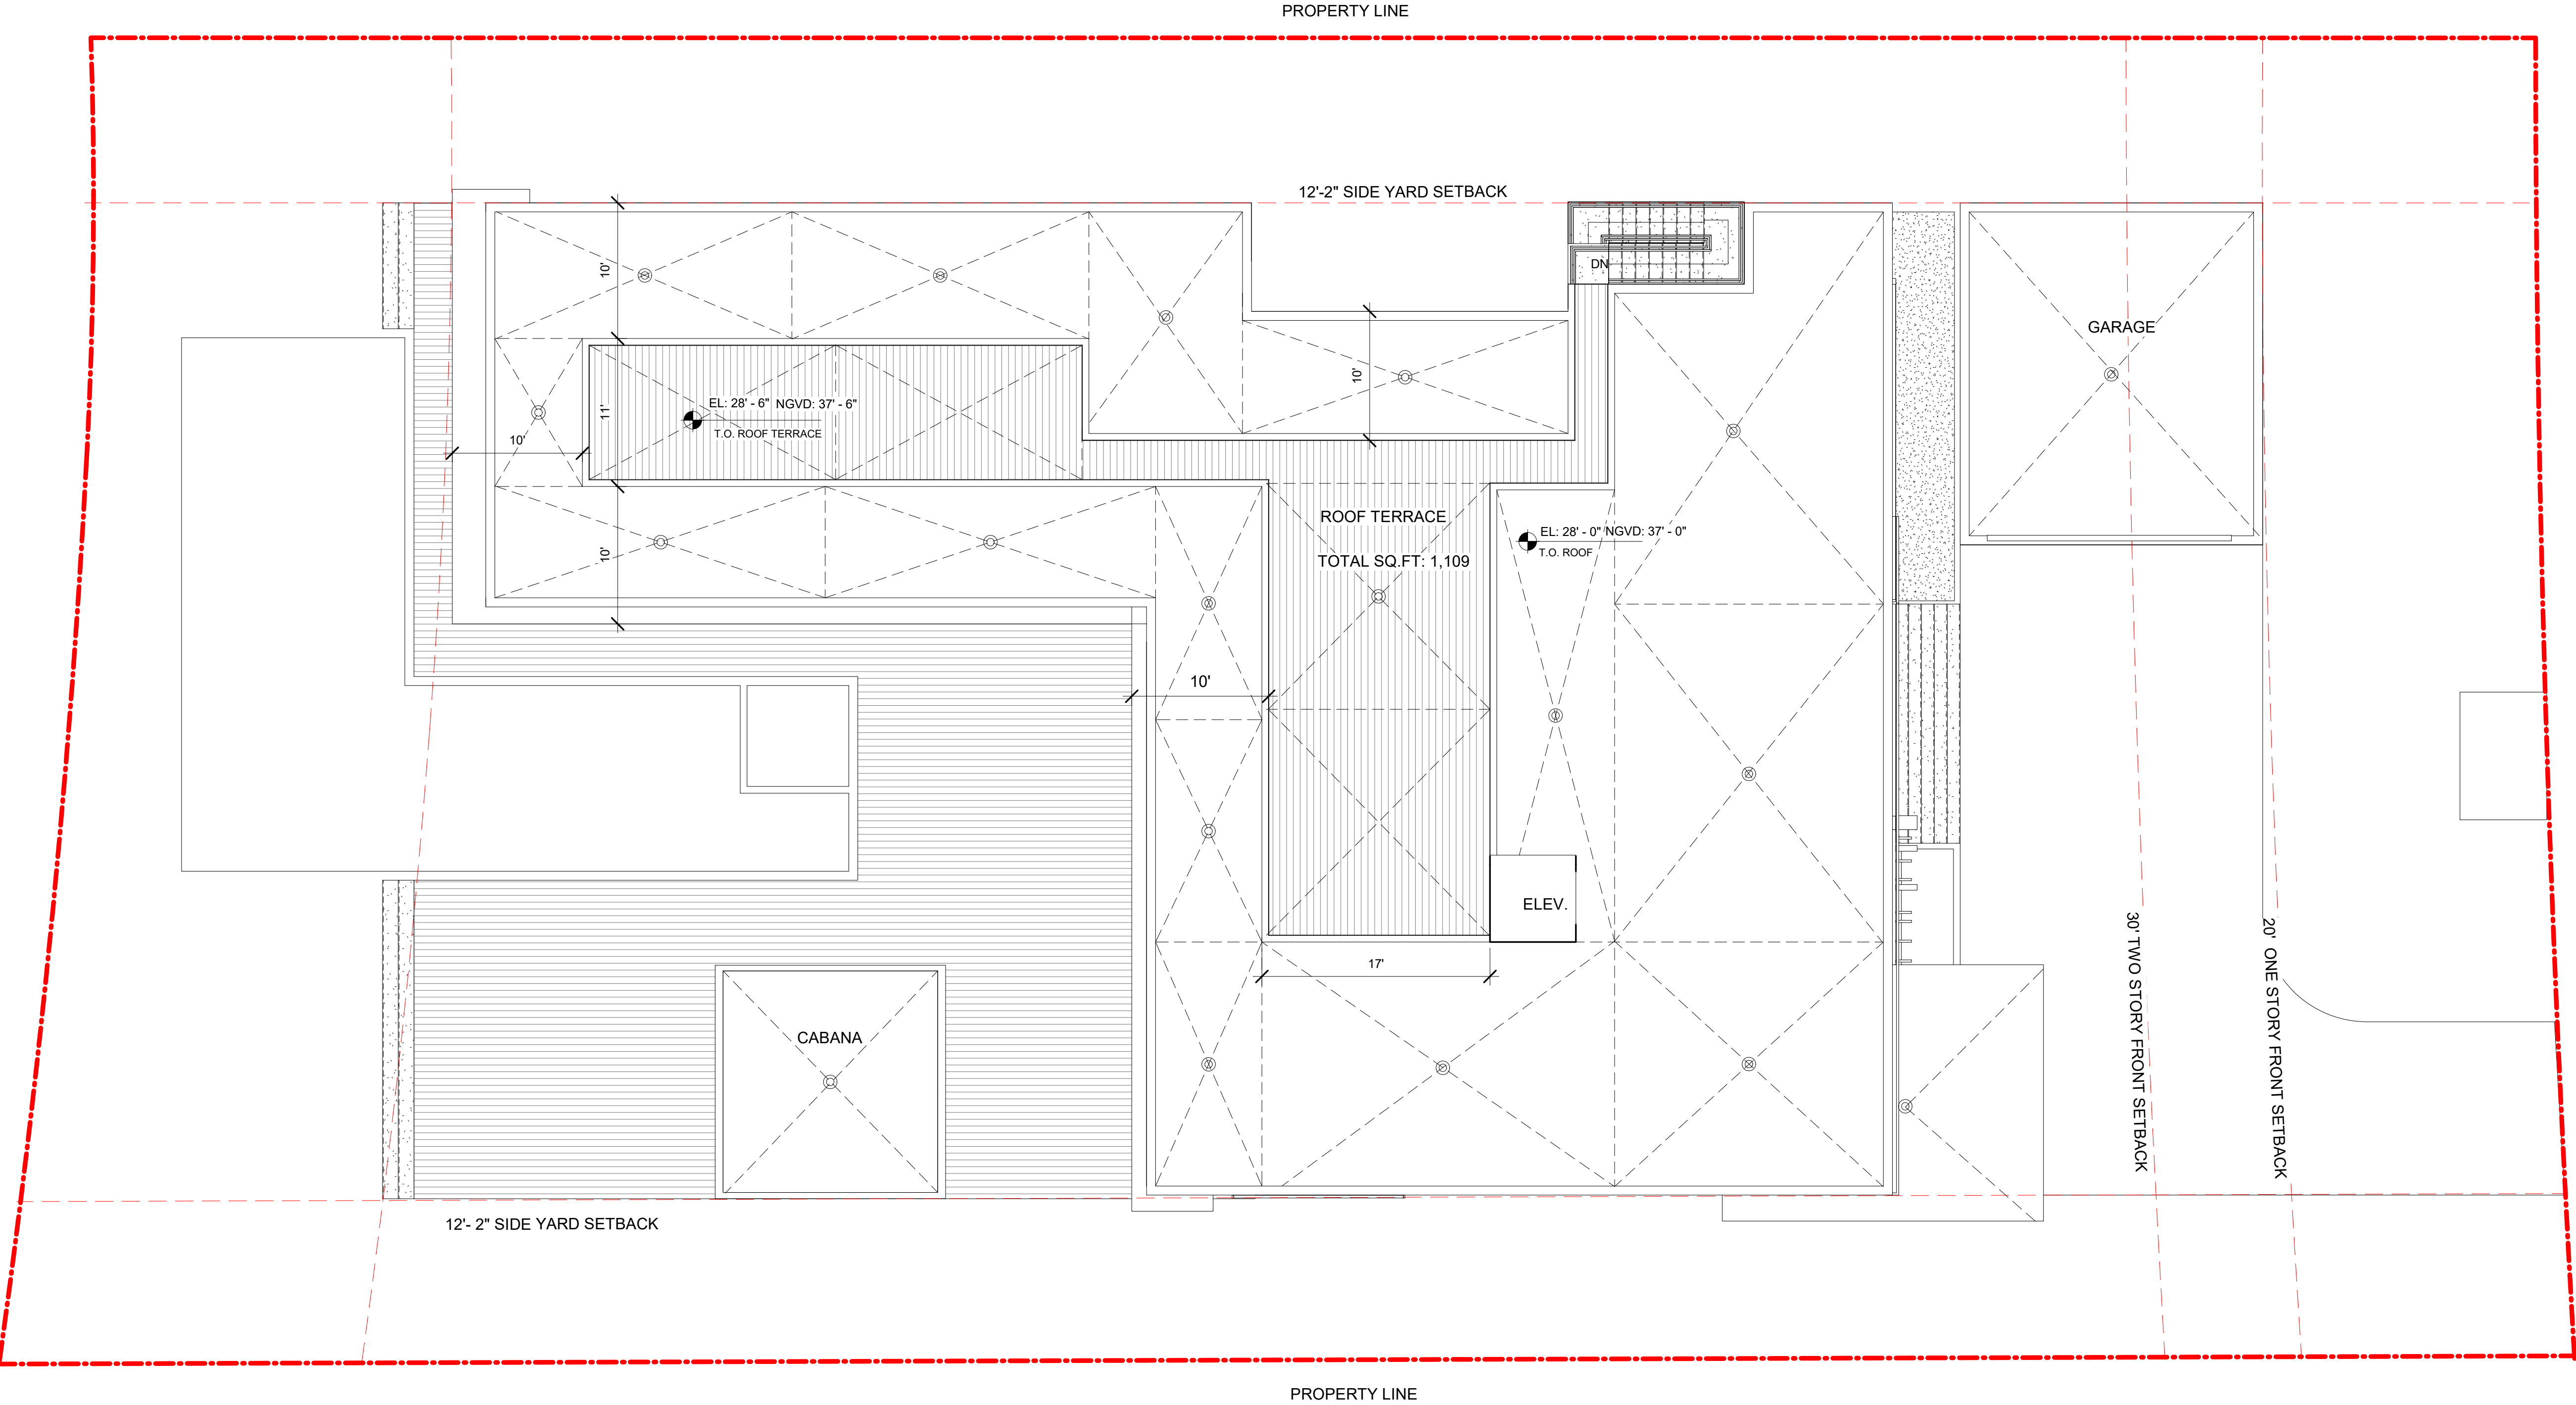 PROPERTY LINE
12'-2" SIDE YARD SETBACK
DN
10'
GARAGE
10'
EL: 28' - 6" NGVD: 37' - 6"
T.O. ROOF TERRACE
11'
10'
ROOF TERRACE
EL: 28' - 0" NGVD: 37' - 0"
T.O. ROOF
10'
TOTAL SQ.FT: 1,109
10'
ELEV.
17'
30' TWO STORY FRONT SETBACK
20' ONE STORY FRONT SETBACK
CABANA
12'- 2" SIDE YARD SETBACK
PROPERTY LINE